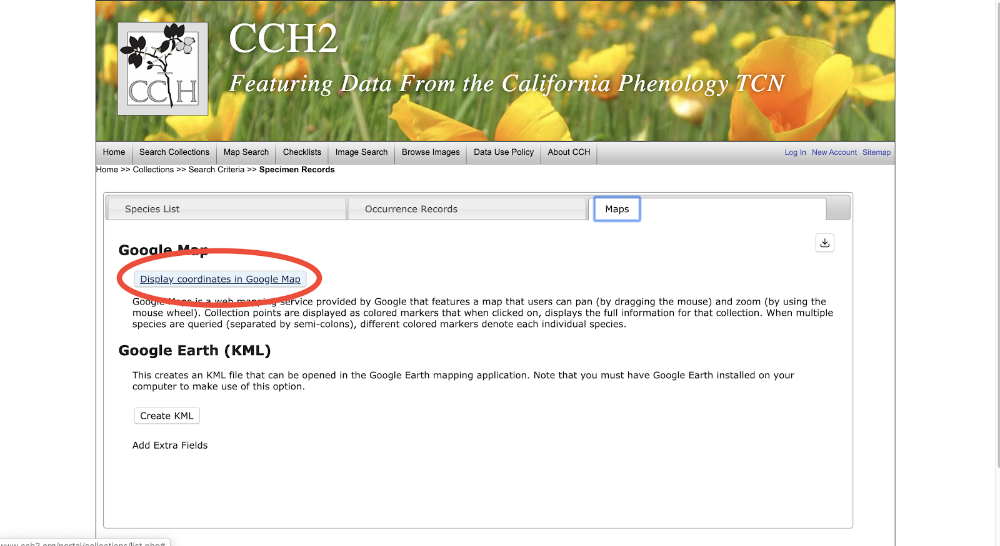 CCH
CCH2
Featuring Data From the California Phenology TCN
Home Search Collections Map Search Checklists Image Search Browse Images Data Use Policy About CCH Log In New Account Sitemap
Home >> Collections >> Search Criteria >> Specimen Records
Species List Occurrence Records Maps
Google Map
Display coordinates in Google Map
Google Maps is a web mapping service provided by Google that features a map that users can pan (by dragging the mouse) and zoom (by using the
mouse wheel). Collection points are displayed as colored markers that when clicked on, displays the full information for that collection. When multiple
species are queried (separated by semi-colons), different colored markers denote each individual species.
Google Earth (KML)
This creates an KML file that can be opened in the Google Earth mapping application. Note that you must have Google Earth installed on your
computer to make use of this option.
Create KML
Add Extra Fields
www.cch2.org/portal/collections/list.php#